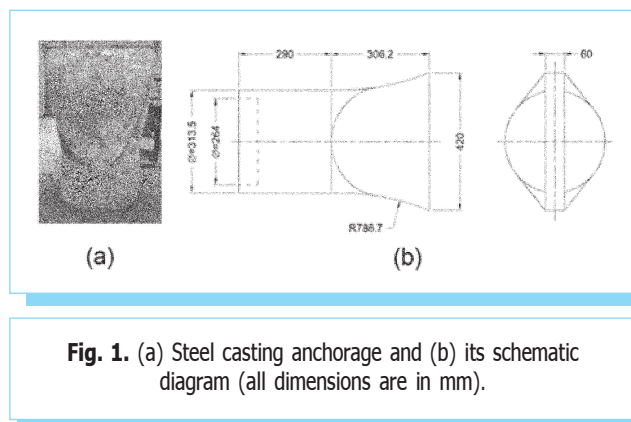 290 306.2 60
Ø=313.5
Ø=264
420
R786.7
(a) (b)
Fig. 1. (a) Steel casting anchorage and (b) its schematic
diagram (all dimensions are in mm).